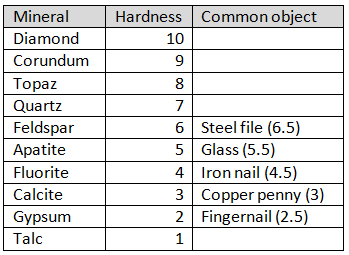 Mineral Hardness Common object
Diamond 10
Corundum 9
Topaz 8
Quartz 7
Feldspar 6 Steel file (6.5)
Apatite 5 Glass (5.5)
Fluorite 4 Iron nail (4.5)
Calcite 3 Copper penny (3)
Gypsum 2 Fingernail (2.5)
Talc 1